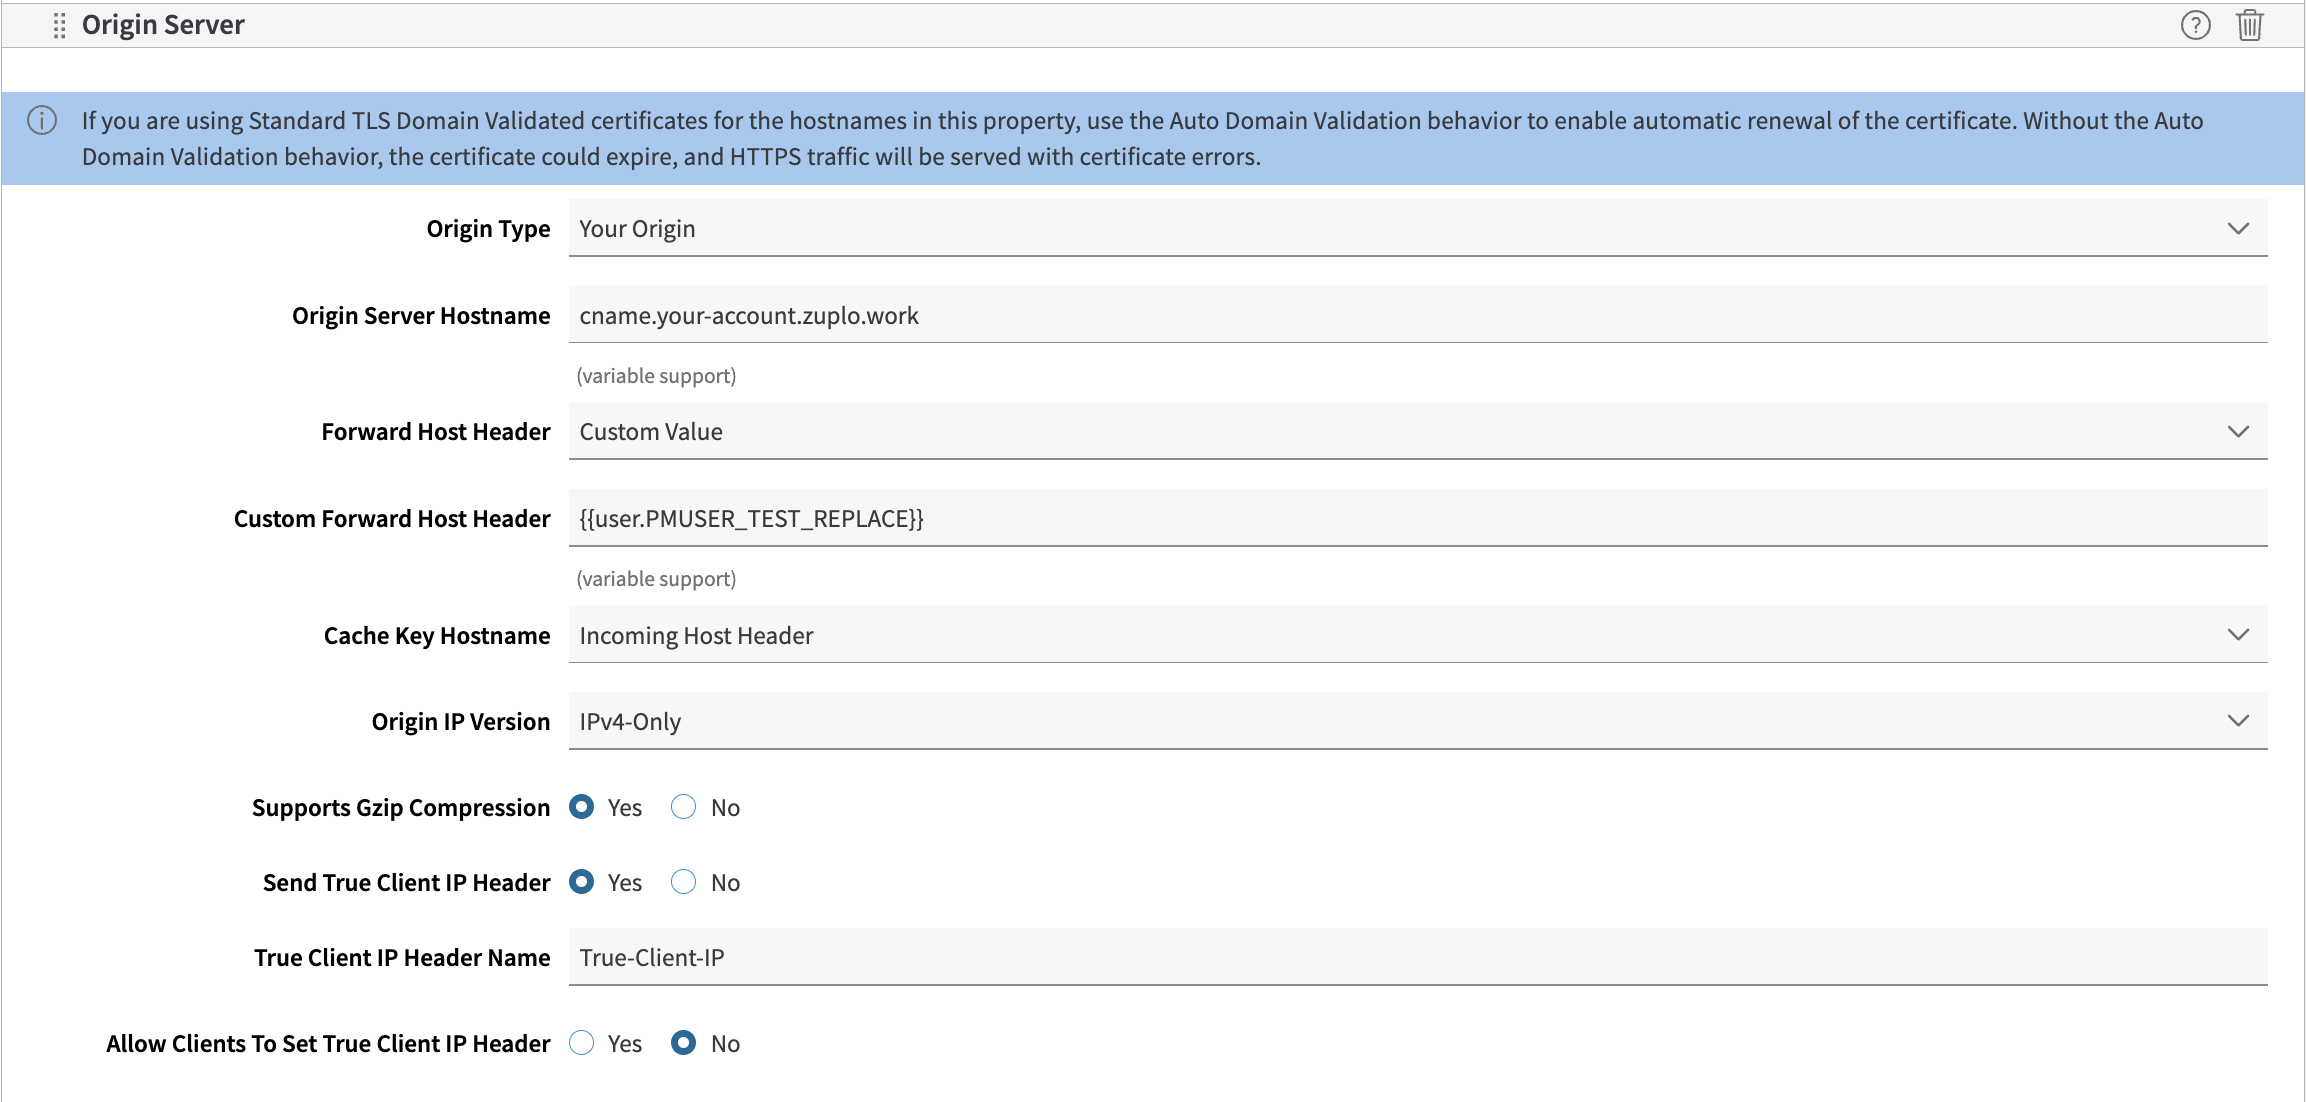 Origin Server
If you are using Standard TLS Domain Validated certificates for the hostnames in this property, use the Auto Domain Validation behavior to enable automatic renewal of the certificate. Without the Auto
Domain Validation behavior, the certificate could expire, and HTTPS traffic will be served with certificate errors.
Origin Type Your Origin
Origin Server Hostname cname.your-account.zuplo.work
(variable support)
Forward Host Header Custom Value
Custom Forward Host Header {{user.PMUSER_TEST_REPLACE}}
(variable support)
Cache Key Hostname Incoming Host Header
Origin IP Version IPv4-Only
Supports Gzip Compression Yes No
Send True Client IP Header Yes No
True Client IP Header Name True-Client-IP
Allow Clients To Set True Client IP Header Yes No